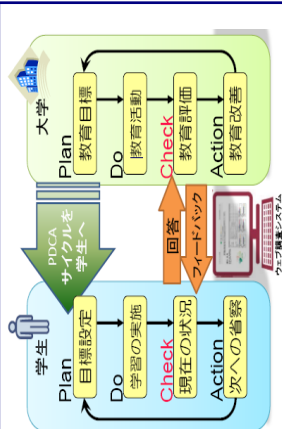 大学
Plan
教育目標
Do
教育活動
Check
教育評価
Action
教育改善
PDCA
サイクルを
学生へ
回答
フィードバック
ウェブ調査システム
学生
Plan
目標設定
Do
学習の実施
Check
現在の状況
Action
次への省察